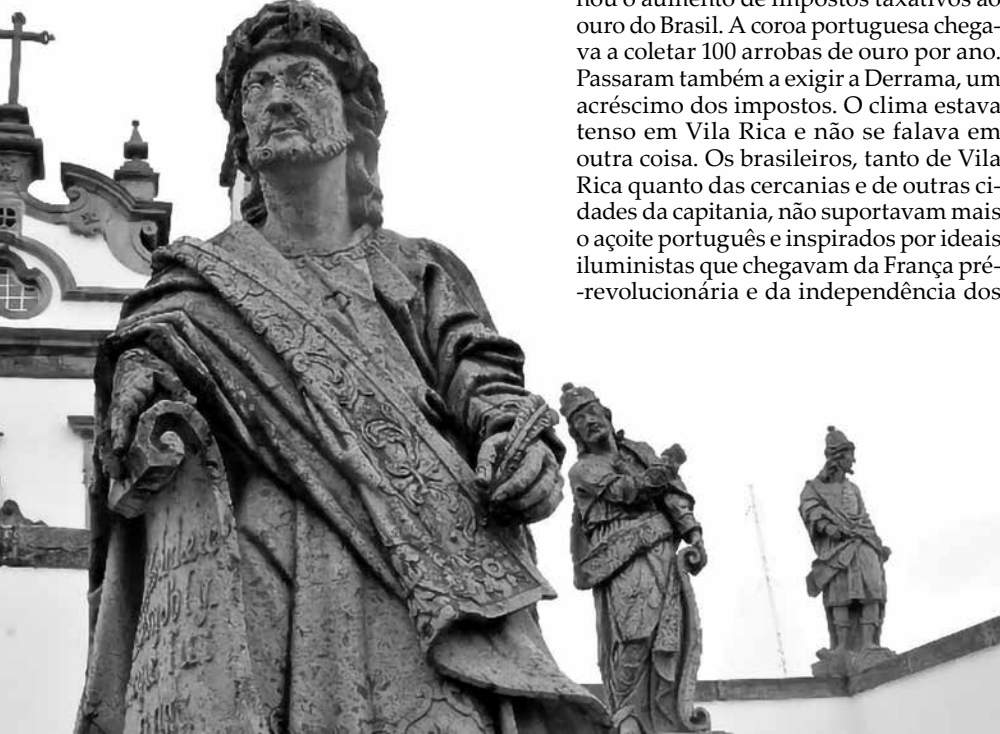 nou o aumento de impostos taxativos ao
ouro do Brasil. A coroa portuguesa chega-
va a coletar 100 arrobas de ouro por ano.
Passaram também a exigir a Derrama, um
acréscimo dos impostos. O clima estava
tenso em Vila Rica e não se falava em
outra coisa. Os brasileiros, tanto de Vila
Rica quanto das cercanias e de outras ci-
dades da capitania, não suportavam mais
o açoite português e inspirados por ideais
iluministas que chegavam da França pré-
-revolucionária e da independência dos